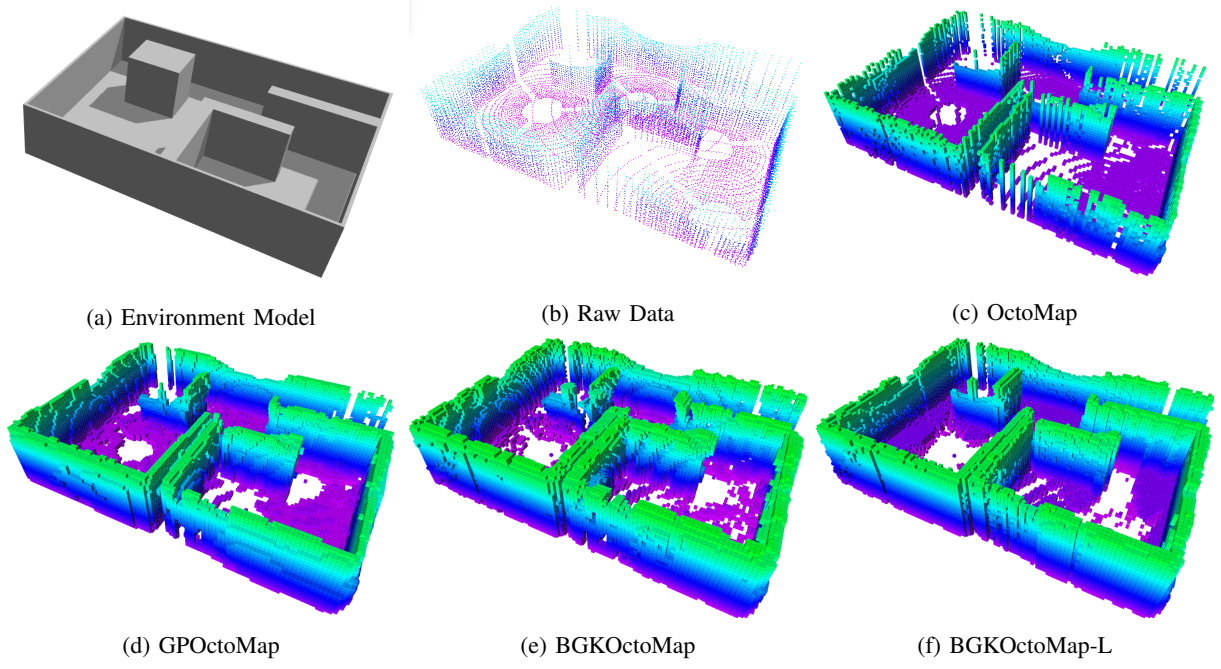 (a) Environment Model
(b) Raw Data
(c) OctoMap
(d) GPOctoMap
(e) BGKOctoMap
(f) BGKOctoMap-L